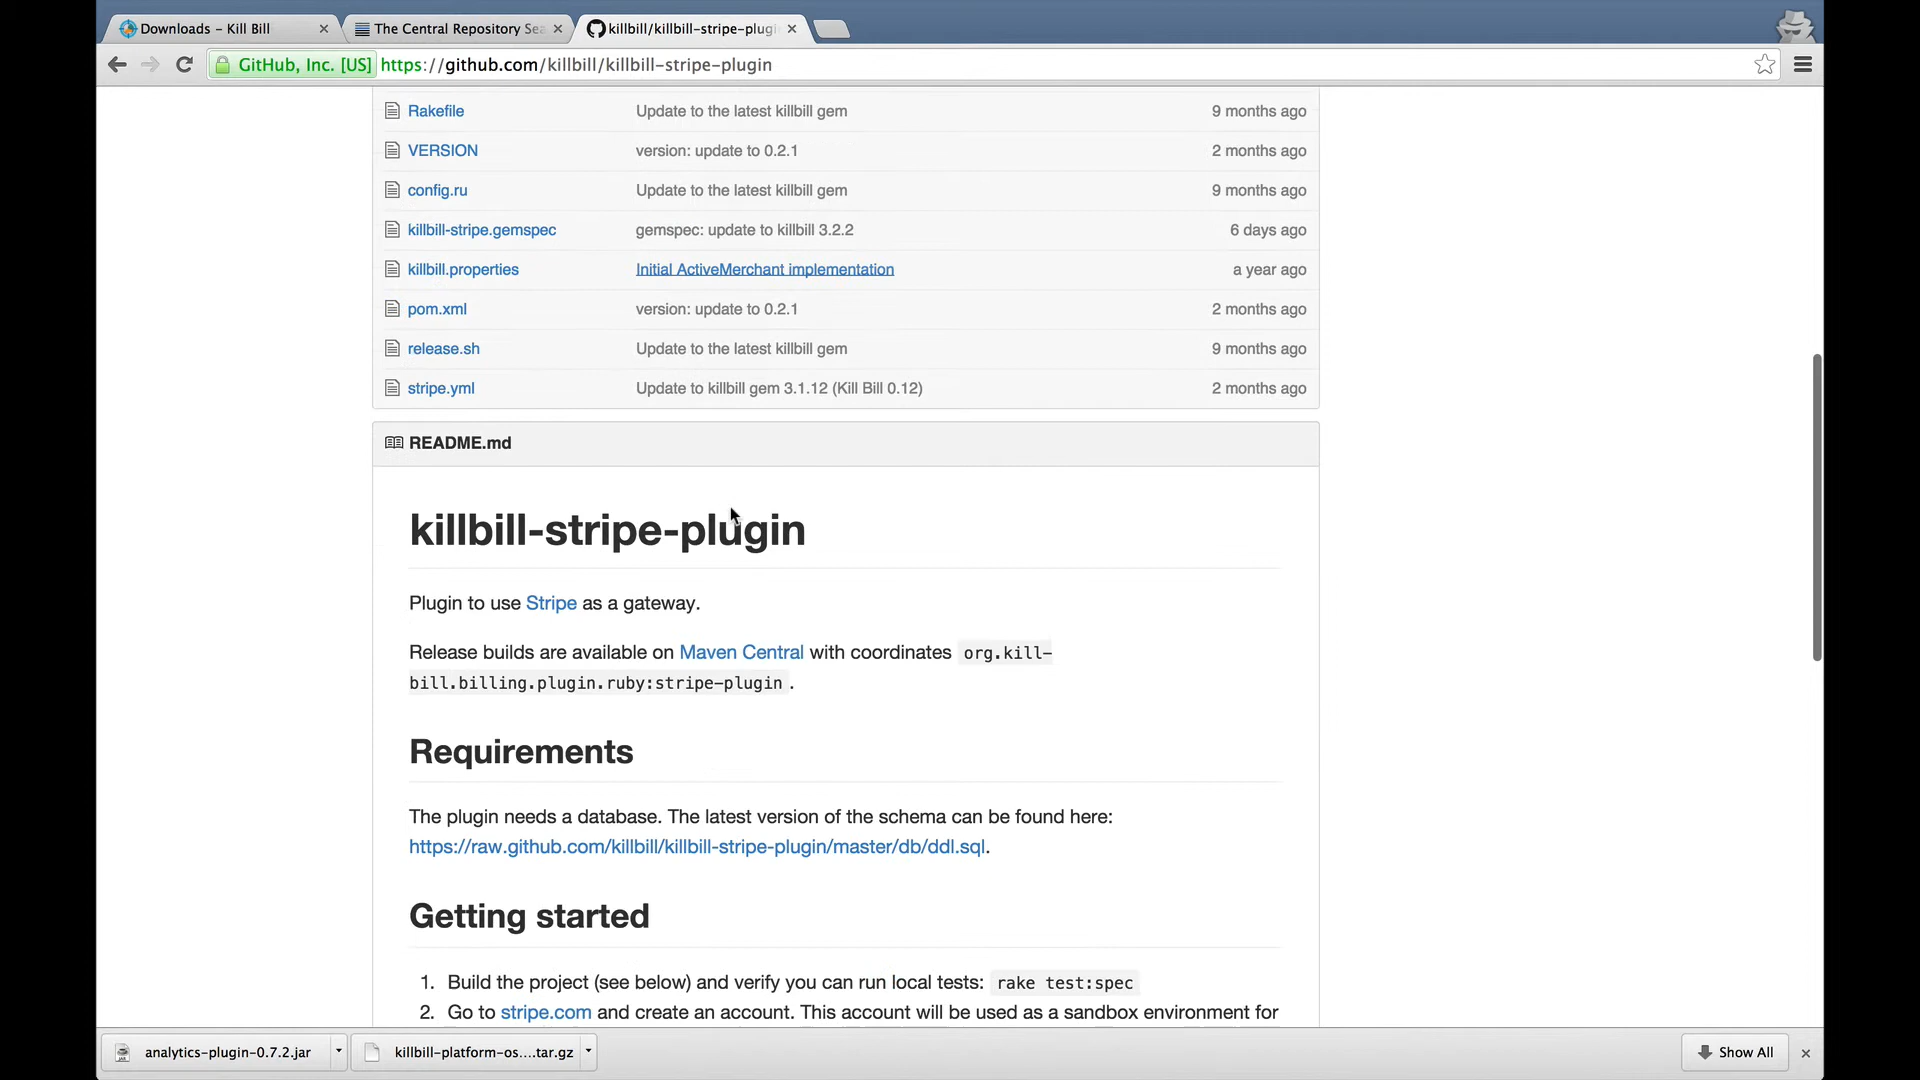 Downloads – Kill Bill
The Central Repository Sea
killbill/killbill-stripe-plugi
GitHub, Inc. [US] https://github.com/killbill/killbill-stripe-plugin
Rakefile Update to the latest killbill gem 9 months ago
VERSION version: update to 0.2.1 2 months ago
config.ru Update to the latest killbill gem 9 months ago
killbill-stripe.gemspec gemspec: update to killbill 3.2.2 6 days ago
killbill.properties Initial ActiveMerchant implementation a year ago
pom.xml version: update to 0.2.1 2 months ago
release.sh Update to the latest killbill gem 9 months ago
stripe.yml Update to killbill gem 3.1.12 (Kill Bill 0.12) 2 months ago
README.md
killbill-stripe-plugin
Plugin to use Stripe as a gateway.
Release builds are available on Maven Central with coordinates org.kill-
bill.billing.plugin.ruby:stripe-plugin .
Requirements
The plugin needs a database. The latest version of the schema can be found here:
https://raw.github.com/killbill/killbill-stripe-plugin/master/db/ddl.sql.
Getting started
1. Build the project (see below) and verify you can run local tests: rake test:spec
2. Go to stripe.com and create an account. This account will be used as a sandbox environment for
analytics-plugin-0.7.2.jar
killbill-platform-os....tar.gz
Show All